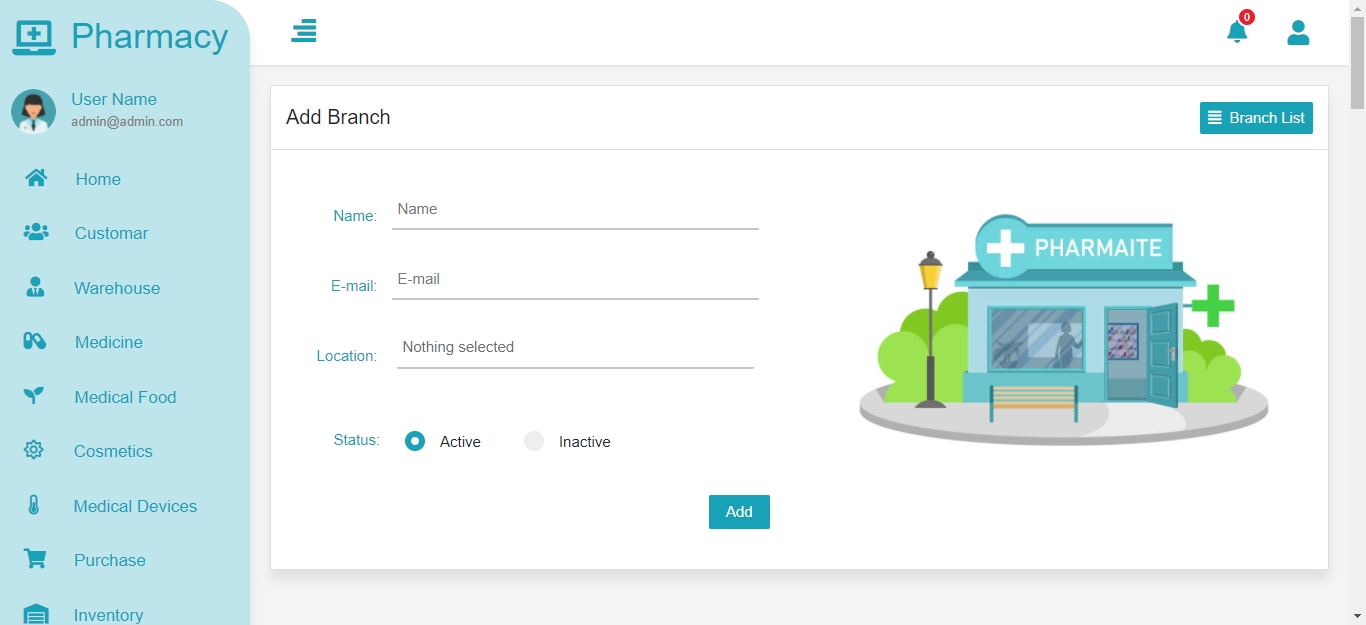 Pharmacy
User Name
admin@admin.com
Home
Customar
Warehouse
Medicine
Medical Food
Cosmetics
Medical Devices
Purchase
Inventory
0
Add Branch
Branch List
Name:
Name
E-mail:
E-mail
Location:
Nothing selected
Status:
Active
Inactive
Add
PHARMAITE